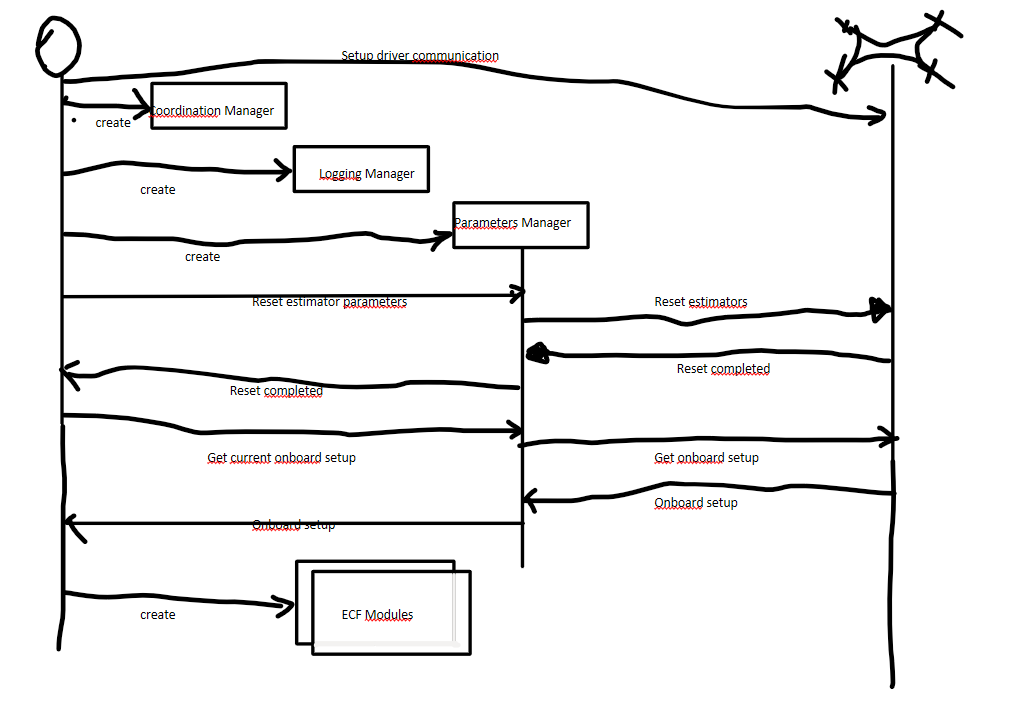 Setup driver communication
Coordination Manager
create
Logging Manager
create
Parameters Manager
create
Reset estimator parameters
Reset estimators
Reset completed
Reset completed
Get current onboard setup
Get onboard setup
Onboard setup
Onboard setup
ECF Modules
create